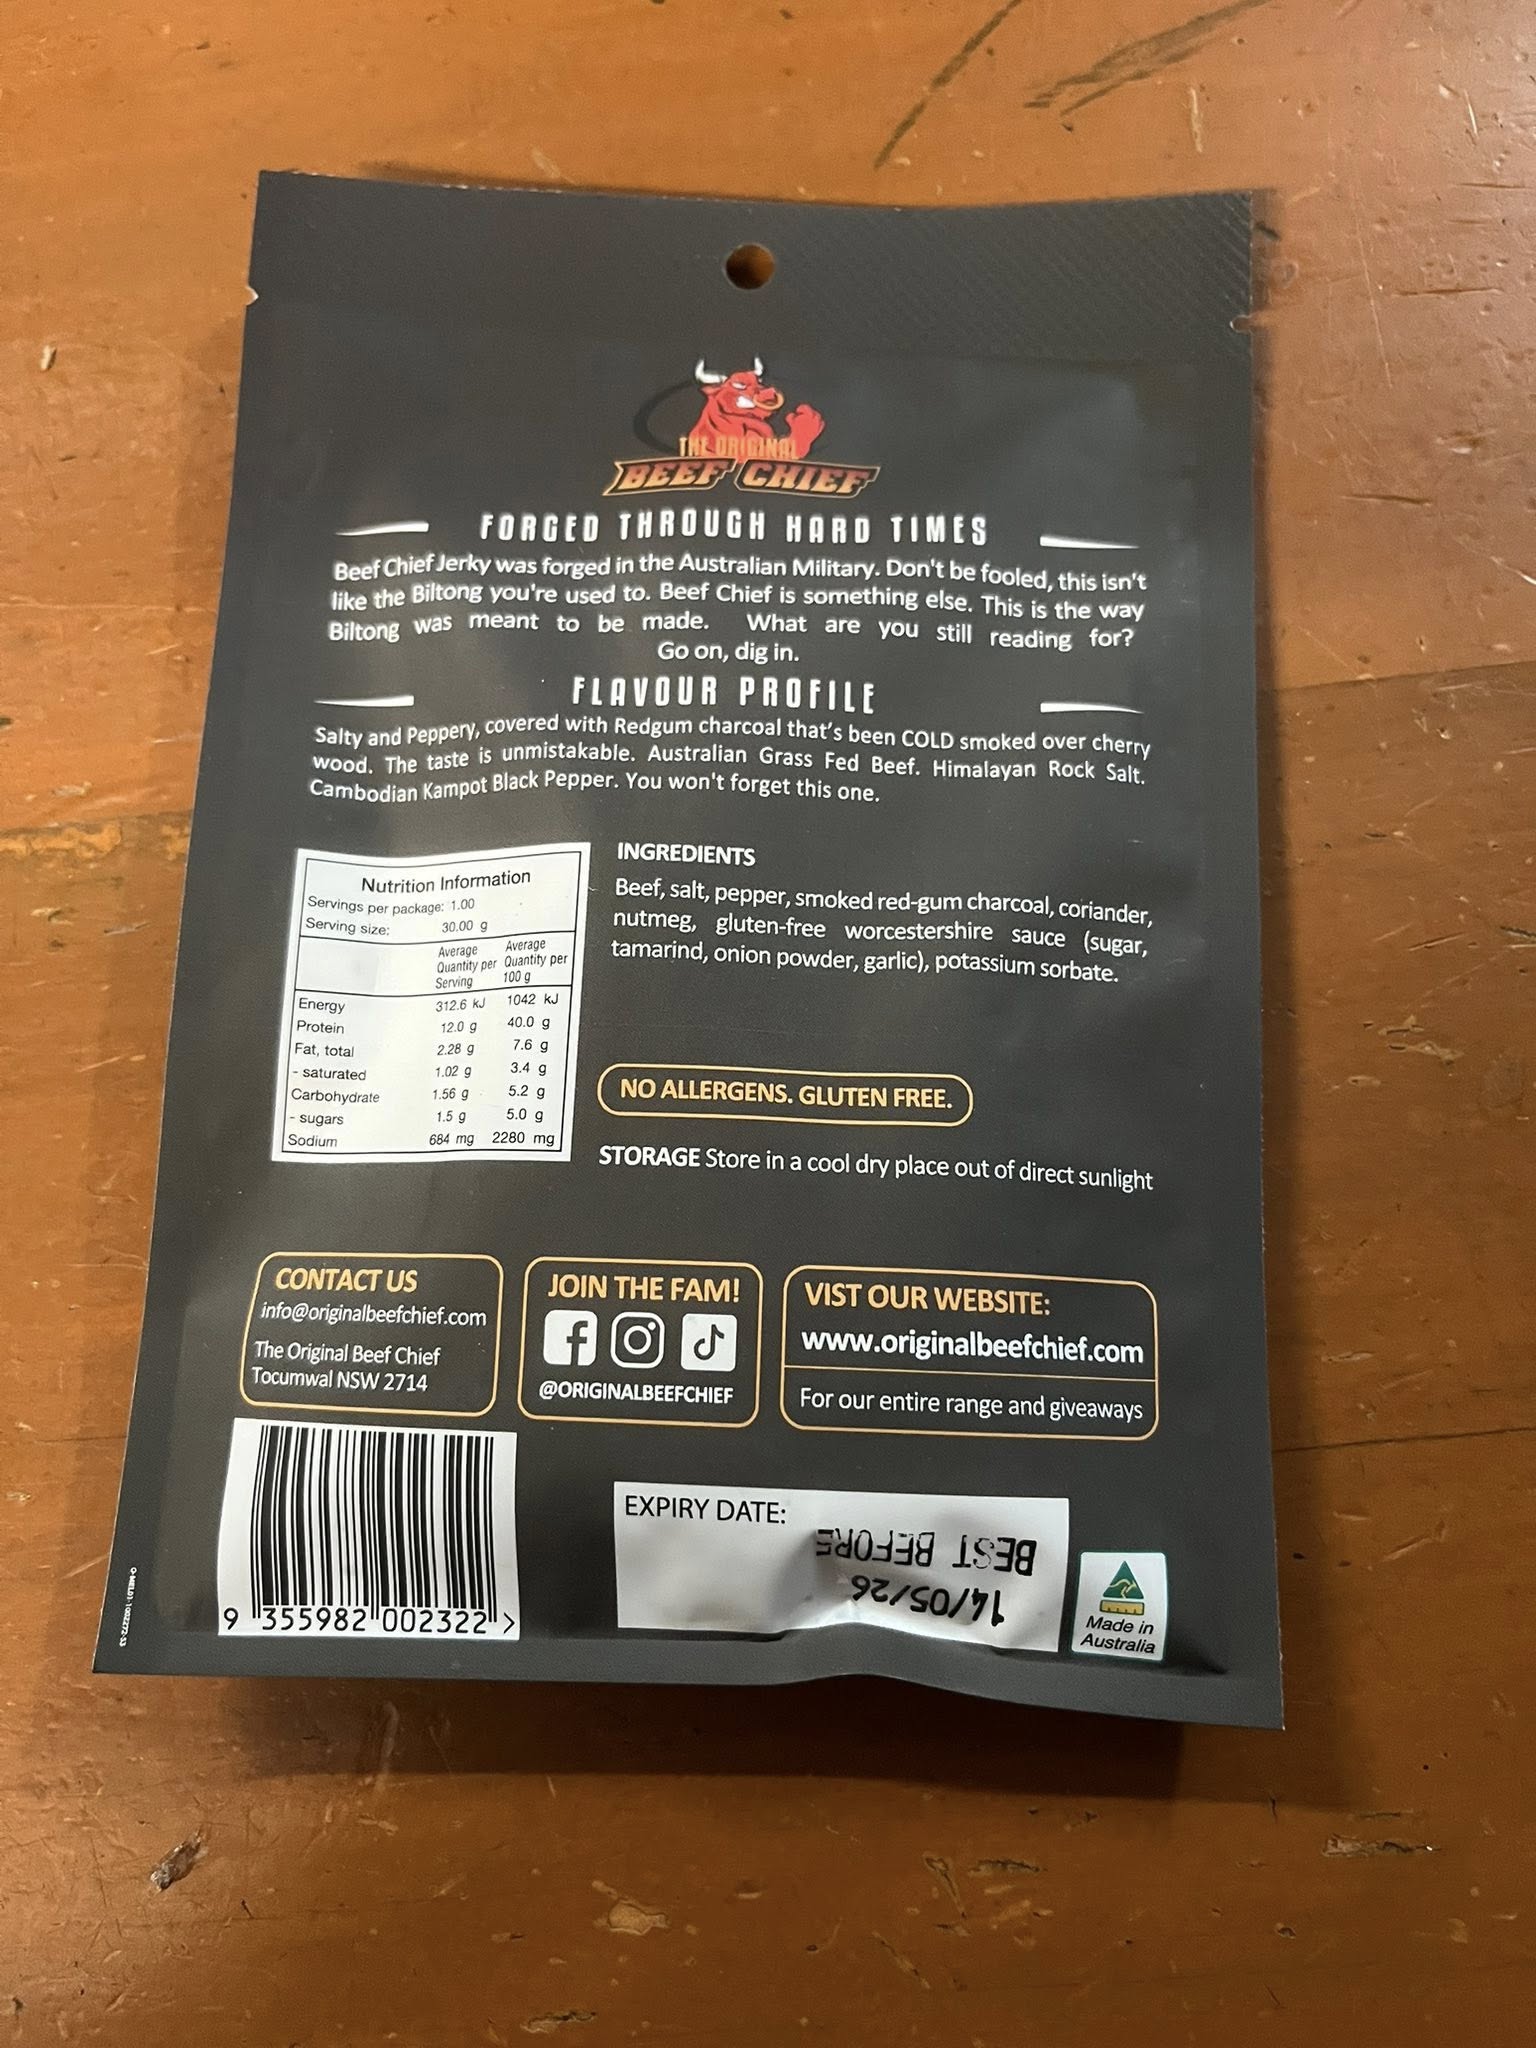 THE ORIGINAL
BEEF CHIEF
FORGED THROUGH HARD TIMES
Beef Chief Jerky was forged in the Australian Military. Don't be fooled, this isn't
like the Biltong you're used to. Beef Chief is something else. This is the way
Biltong was meant to be made. What are you still reading for?
Go on, dig in.
FLAVOUR PROFILE
Salty and Peppery, covered with Redgum charcoal that's been COLD smoked over cherry
wood. The taste is unmistakable. Australian Grass Fed Beef. Himalayan Rock Salt.
Cambodian Kampot Black Pepper. You won't forget this one.
Nutrition Information
Servings per package: 1.00
Serving size: 30.00 g
Average Quantity per Serving Average Quantity per 100 g
Energy 312.6 kJ 1042 kJ
Protein 12.0 g 40.0 g
Fat, total 2.28 g 7.6 g
- saturated 1.02 g 3.4 g
Carbohydrate 1.56 g 5.2 g
- sugars 1.5 g 5.0 g
Sodium 684 mg 2280 mg
INGREDIENTS
Beef, salt, pepper, smoked red-gum charcoal, coriander,
nutmeg, gluten-free worcestershire sauce (sugar,
tamarind, onion powder, garlic), potassium sorbate.
NO ALLERGENS. GLUTEN FREE.
STORAGE Store in a cool dry place out of direct sunlight
CONTACT US
info@originalbeefchief.com
The Original Beef Chief
Tocumwal NSW 2714
JOIN THE FAM!
@ORIGINALBEEFCHIEF
VIST OUR WEBSITE:
www.originalbeefchief.com
For our entire range and giveaways
9 355982 002322 >
EXPIRY DATE:
BEST BEFORE
14/05/26
Made in
Australia